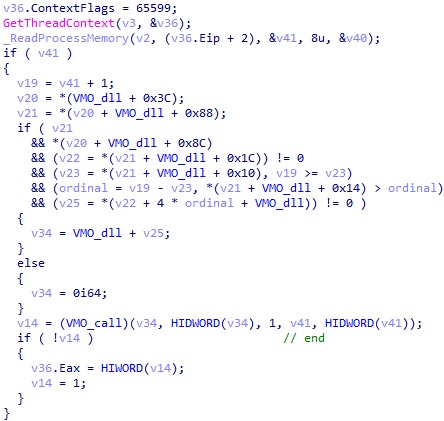 v36.ContextFlags = 65599;
GetThreadContext(v3, &v36);
_ReadProcessMemory(v2, (v36.Eip + 2), &v41, 8u, &v40);
if ( v41 )
{
v19 = v41 + 1;
v20 = *(VMO_dll + 0x3C);
v21 = *(v20 + VMO_dll + 0x88);
if ( v21
&& *(v20 + VMO_dll + 0x8C)
&& (v22 = *(v21 + VMO_dll + 0x1C)) != 0
&& (v23 = *(v21 + VMO_dll + 0x10), v19 >= v23)
&& (ordinal = v19 - v23, *(v21 + VMO_dll + 0x14) > ordinal)
&& (v25 = *(v22 + 4 * ordinal + VMO_dll)) != 0 )
{
v34 = VMO_dll + v25;
}
else
{
v34 = 0i64;
}
v14 = (VMO_call)(v34, HIDWORD(v34), 1, v41, HIDWORD(v41));
if ( !v14 ) // end
{
v36.Eax = HIWORD(v14);
v14 = 1;
}
}